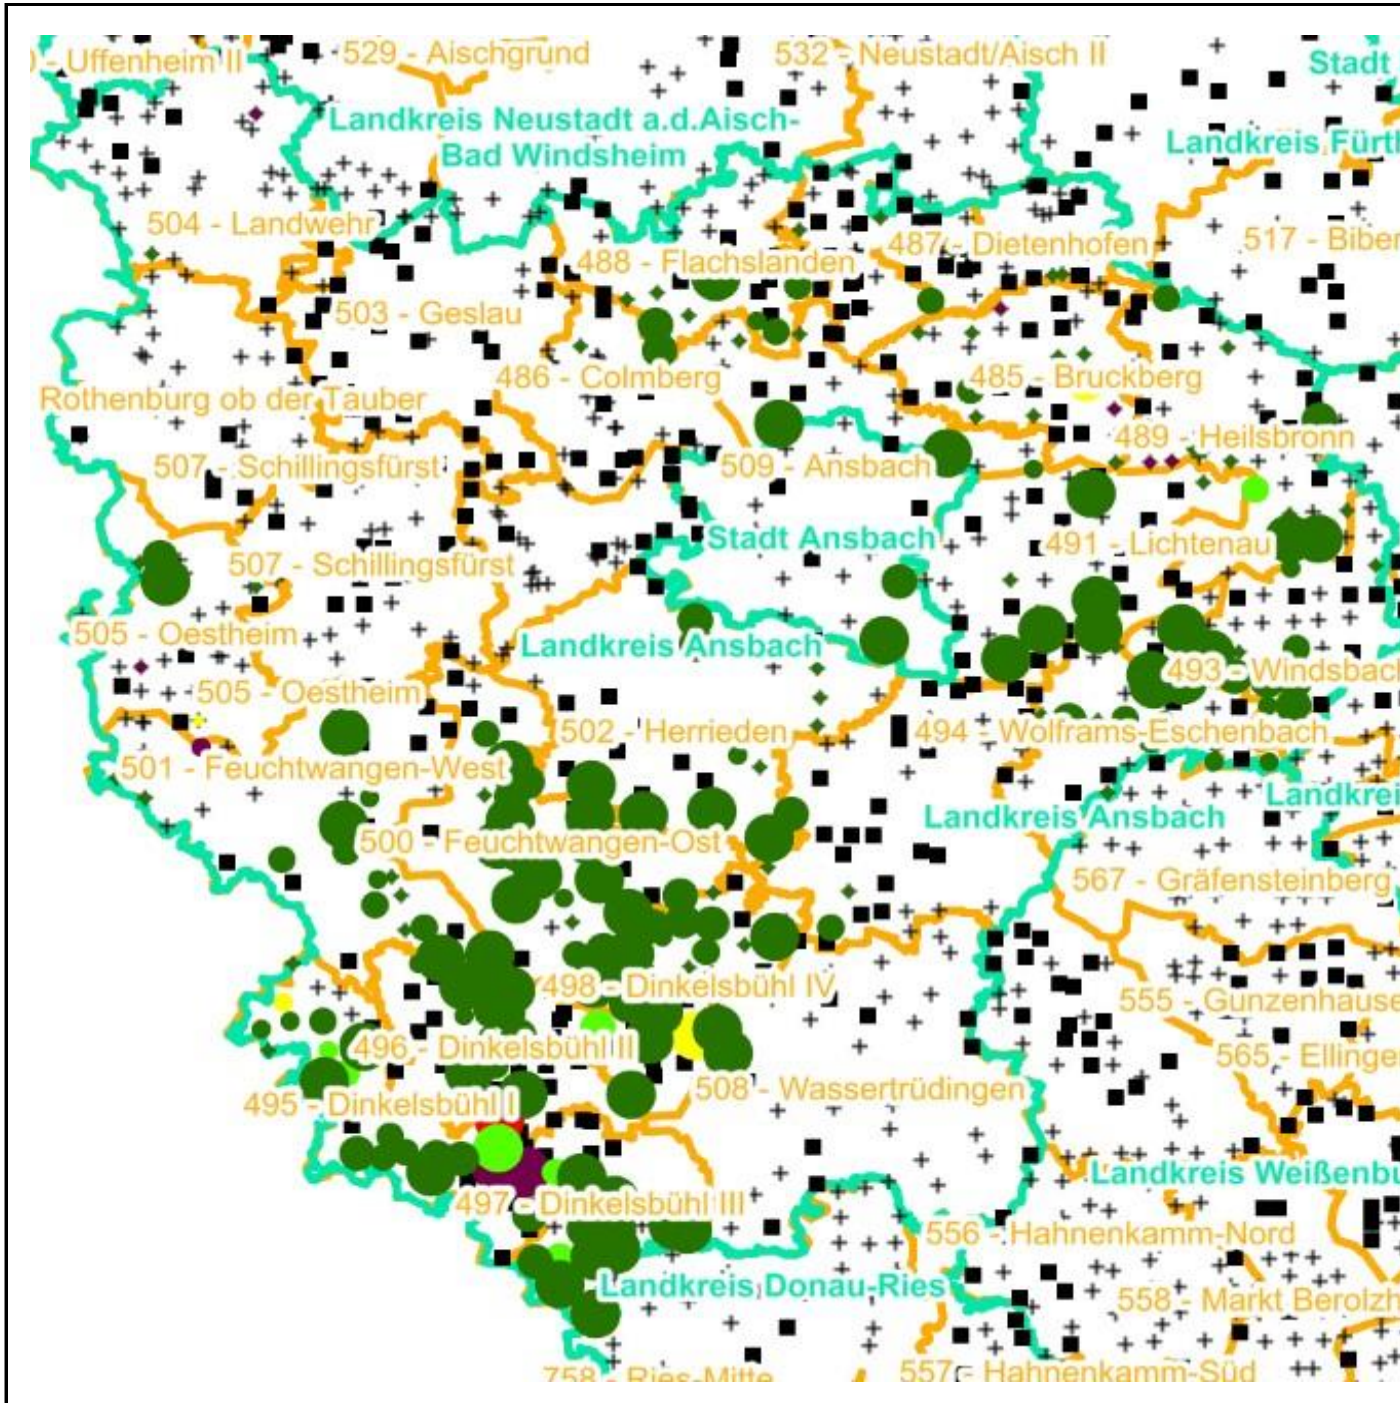 529 - Aischgrund
532 - Neustadt/Aisch II
- Uffenheim II
Stadt
Landkreis Neustadt a.d.Aisch-
Bad Windsheim
Landkreis Fürth
504 - Landwehr
487 - Dietenhofen
517 - Biber
488 - Flachslanden
503 - Geslau
486 - Colmberg
485 - Bruckberg
Rothenburg ob der Tauber
489 - Heilsbronn
507 - Schillingsfürst
509 - Ansbach
Stadt Ansbach
491 - Lichtenau
507 - Schilllingsfürst
505 - Oestheim
Landkreis Ansbach
493 - Windsbach
505 - Oestheim
502 - Herrieden
494 - Wolframs-Eschenbach
501 - Feuchtwangen-West
Landkrei
Landkreis Ansbach
500 - Feuchtwangen-Ost
567 - Gräfensteinberg
498 - Dinkelsbühl IV
555 - Gunzenhause
496 - Dinkelsbühl II
565 - Ellinge
508 - Wassertrüdingen
495 - Dinkelsbühl I
Landkreis Weißenbu
497 - Dinkelsbühl III
556 - Hahnenkamm-Nord
Landkreis Donau-Ries
558 - Markt Berolzh
758 - Ries-Mitte
557 - Hahnenkamm-Süd